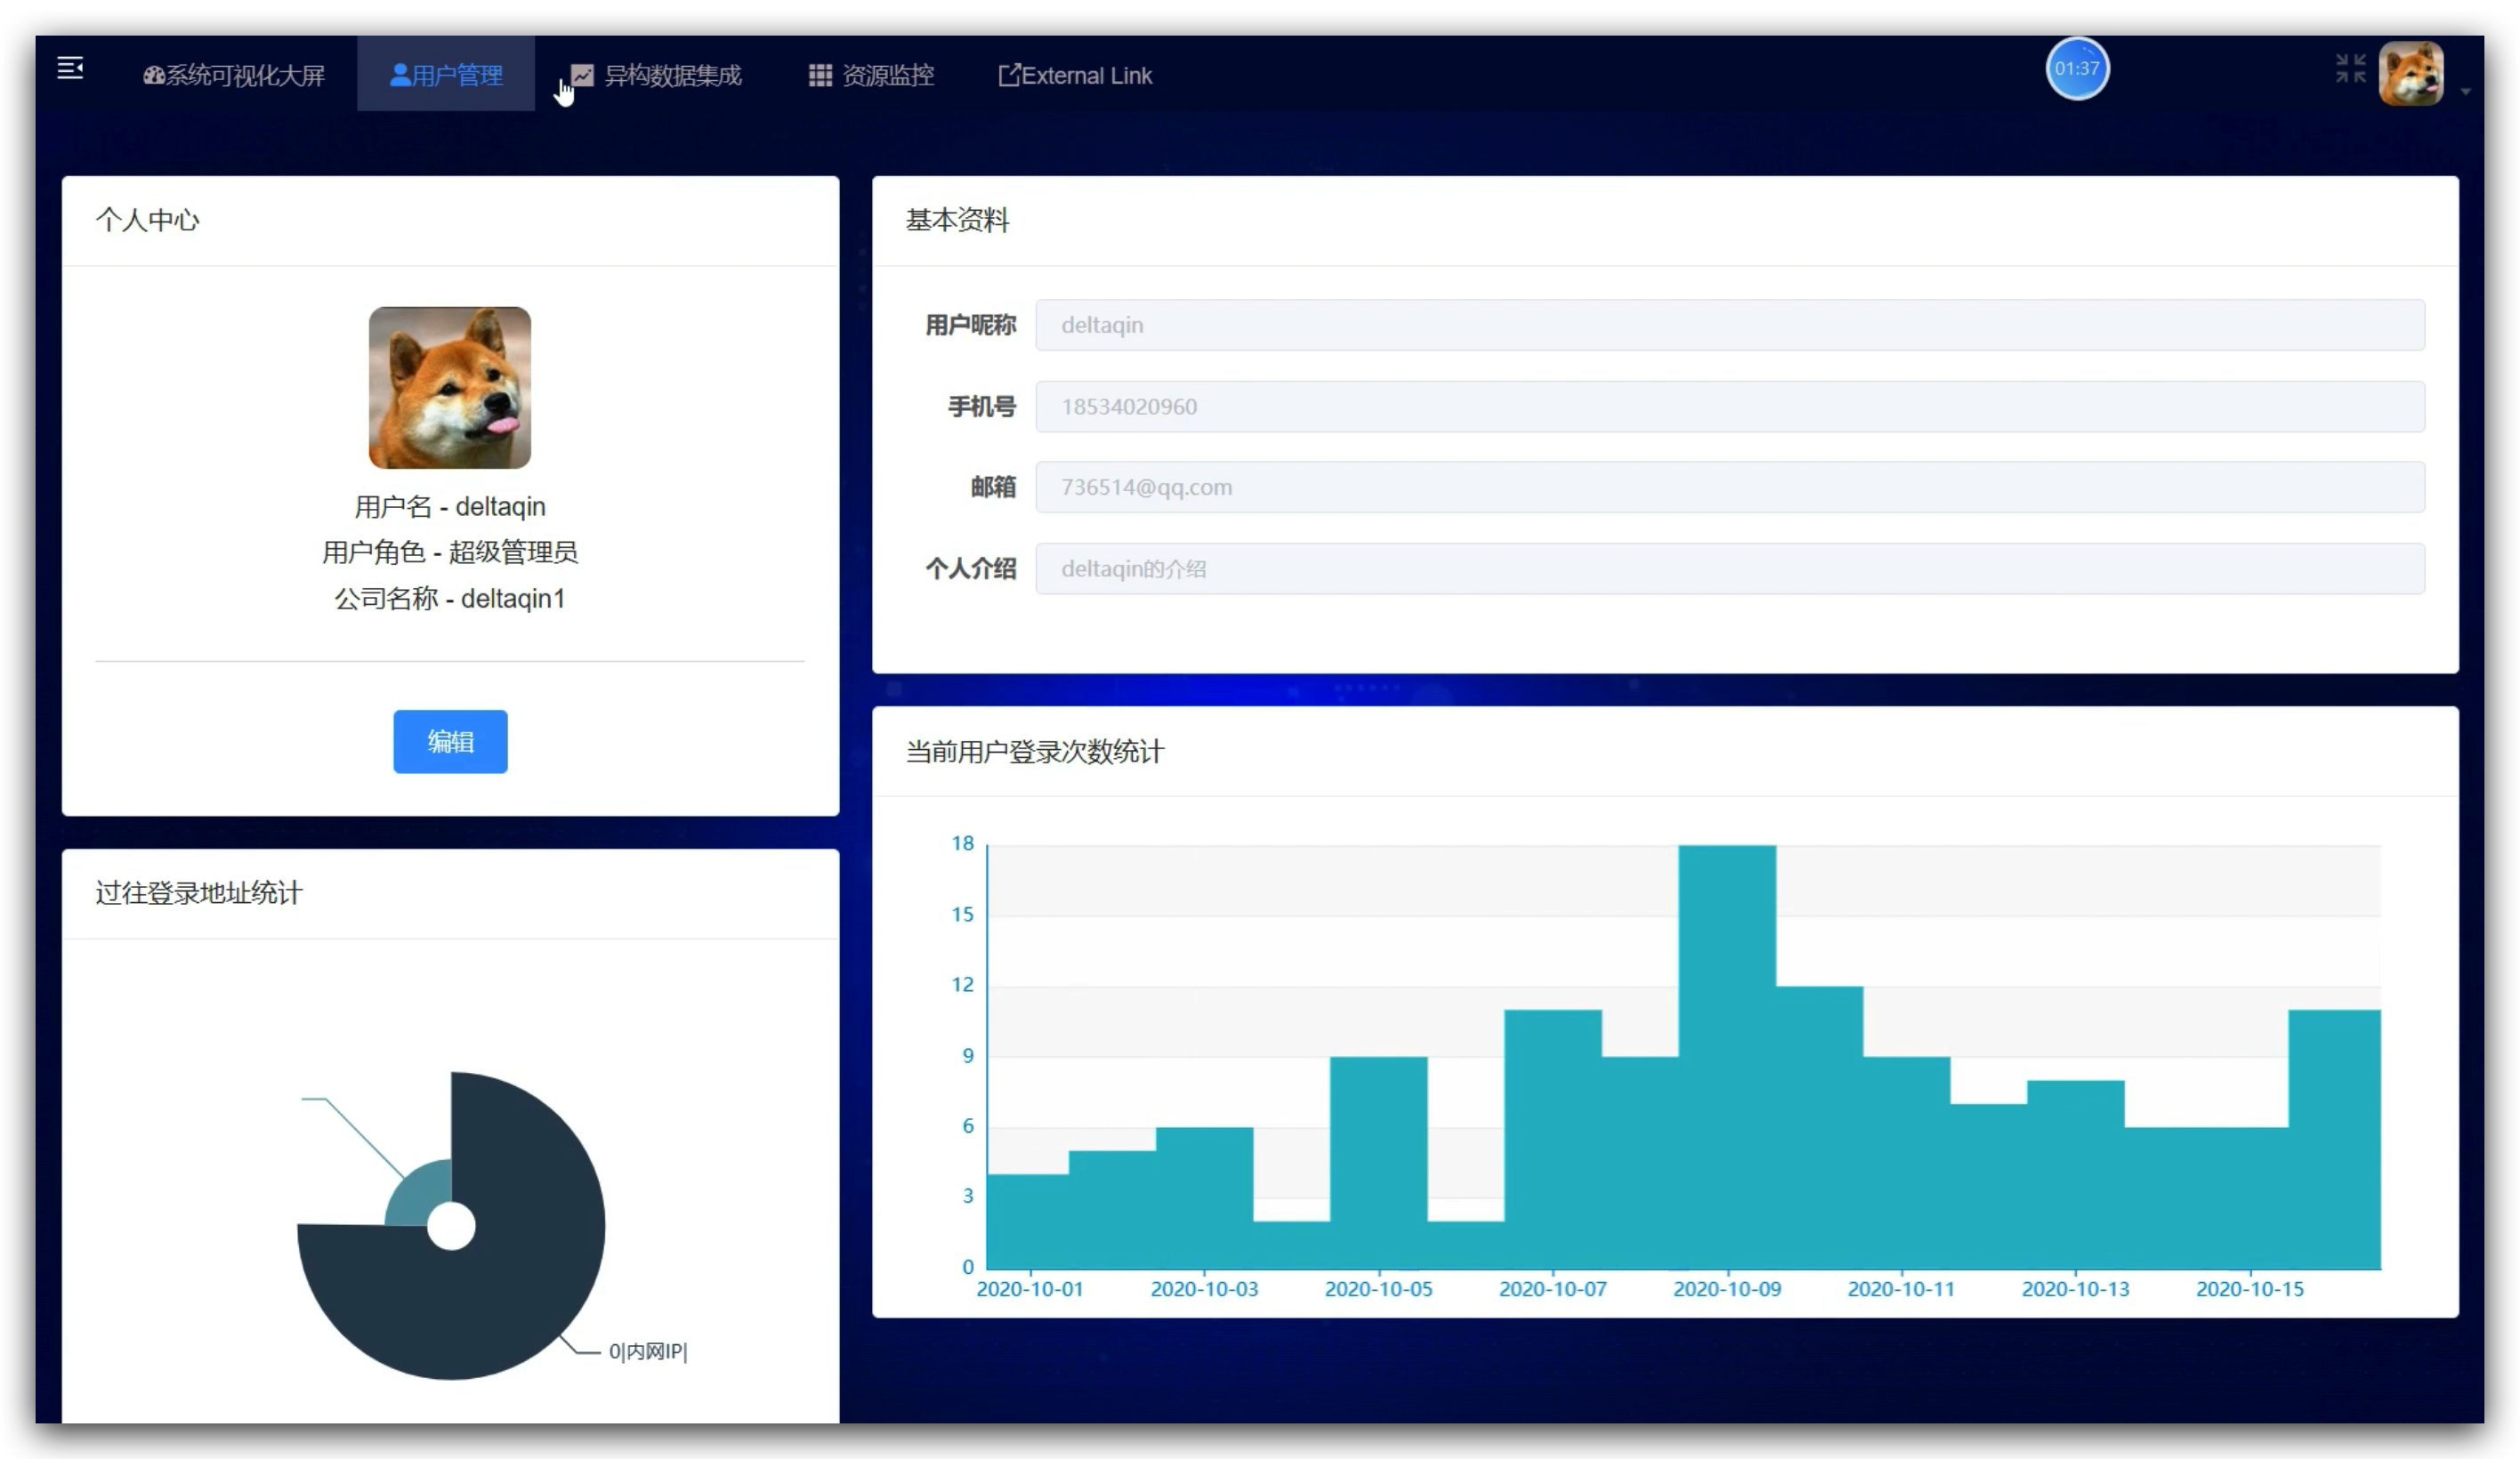 系统可视化大屏 用户管理 异构数据集成 资源监控 External Link 01:37
个人中心
用户名 - deltaqin
用户角色 - 超级管理员
公司名称 - deltaqin1
编辑
基本资料
用户昵称 deltaqin
手机号 18534020960
邮箱 736514@qq.com
个人介绍 deltaqin的介绍
过往登录地址统计
0|内网IP|
当前用户登录次数统计
18
15
12
9
6
3
0
2020-10-01 2020-10-03 2020-10-05 2020-10-07 2020-10-09 2020-10-11 2020-10-13 2020-10-15